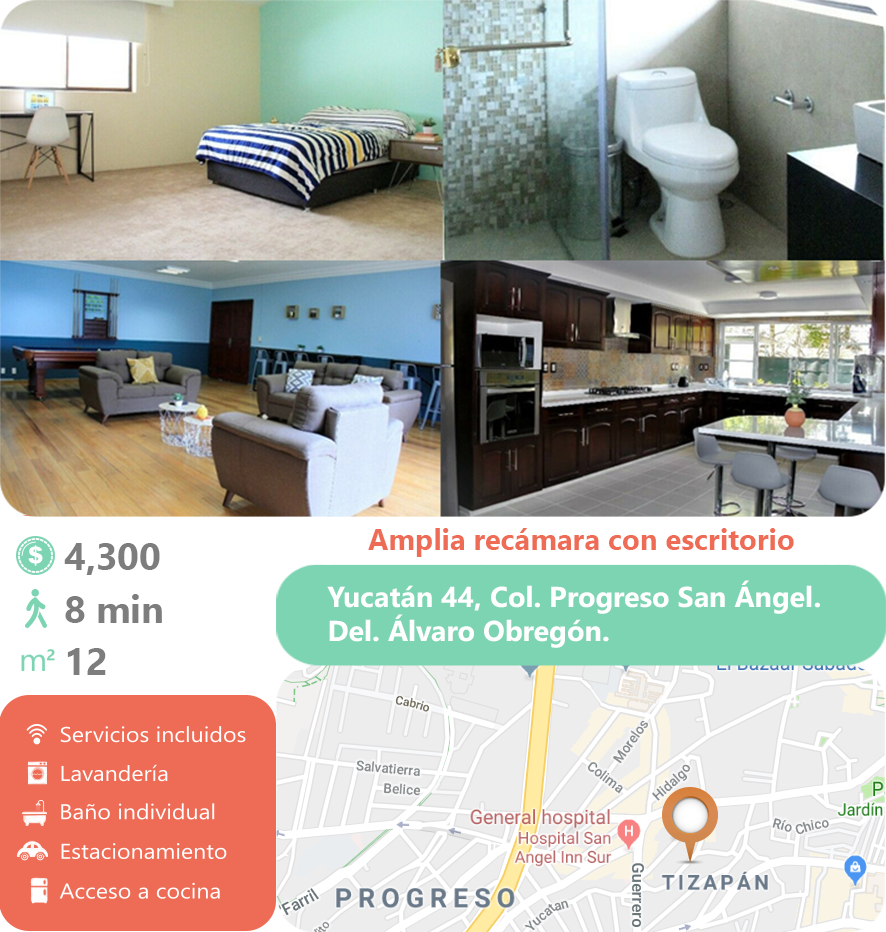 $ 4,300
8 min
m² 12
Servicios incluidos
Lavandería
Baño individual
Estacionamiento
Acceso a cocina
Amplia recámara con escritorio
Yucatán 44, Col. Progreso San Ángel.
Del. Álvaro Obregón.
Cabrio
Morelos
Salvatierra
Colima
Hidalgo
Belice
General hospital
Hospital San
Angel Inn Sur
H
Río Chico
Jardín
TIZAPÁN
PROGRESO
Farril
Yucatan
Guerrero